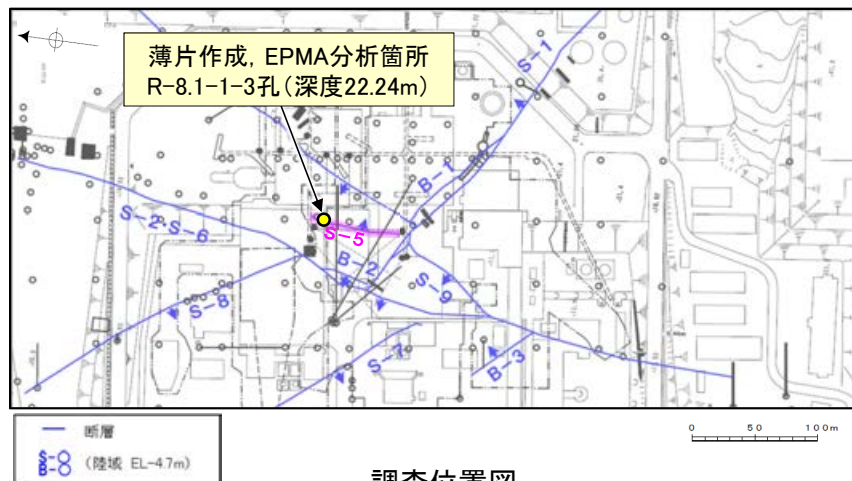 薄片作成, EPMA分析箇所
R-8.1-1-3孔(深度22.24m)
S-1
B-1
S-2・S-6
S-5
B-2
S-9
S-8
S-7
B-3
0 50 100m
断層
S-○
B-○
(陸域 EL-4.7m)
調査位置図